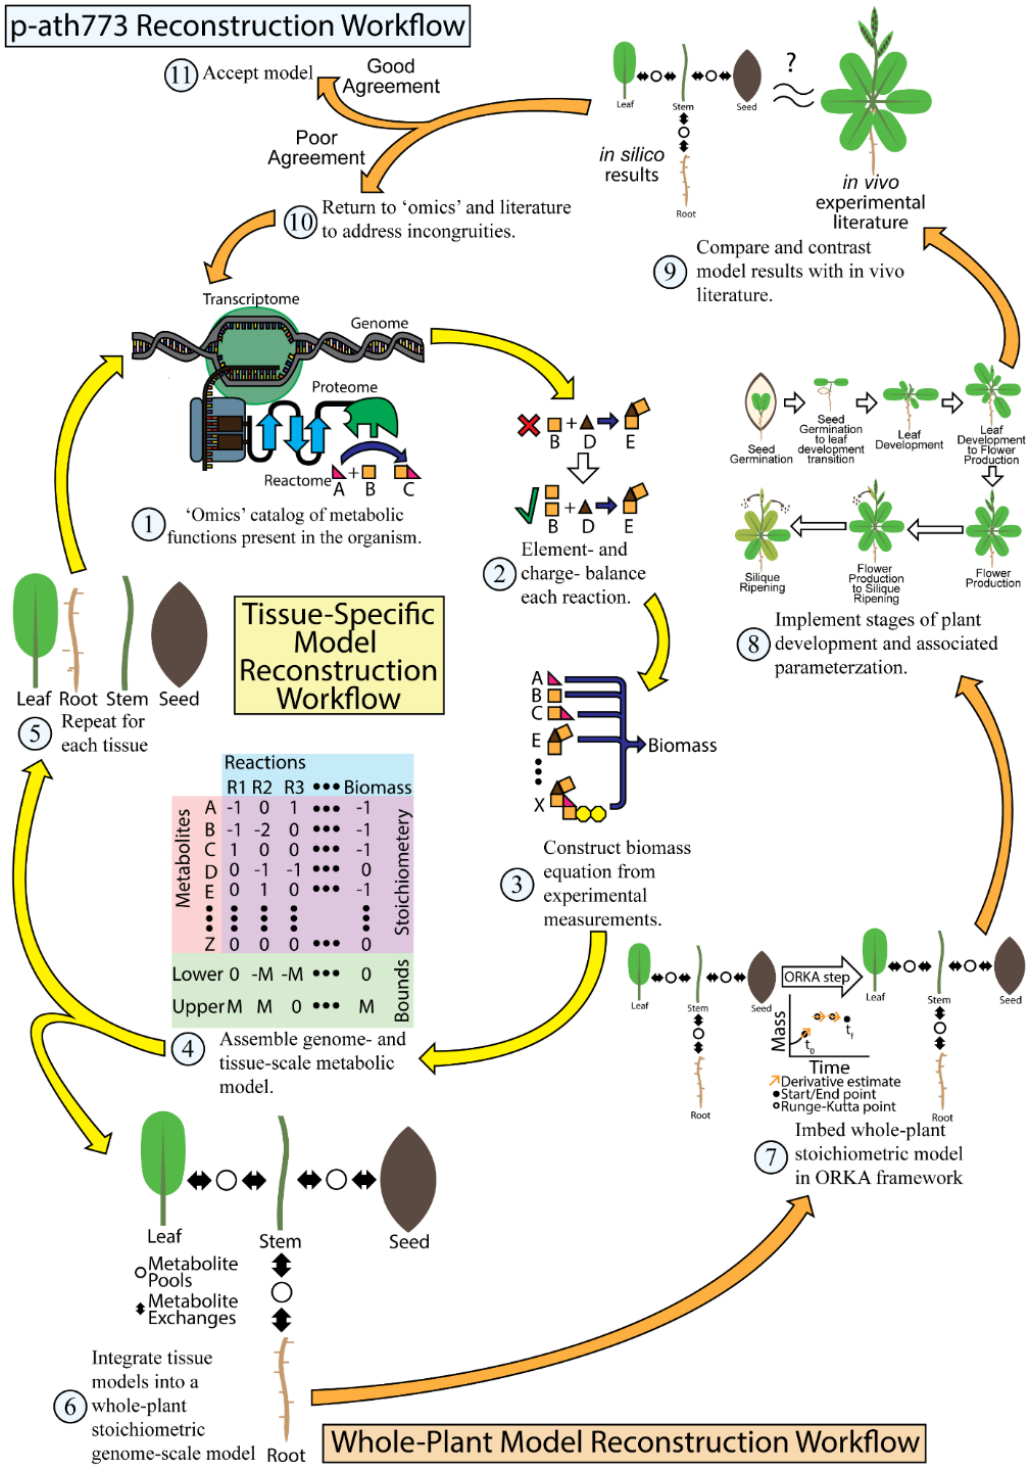 p-ath773 Reconstruction Workflow
11 Accept model
Good
Agreement
Poor
Agreement
10 Return to ‘omics’ and literature
to address incongruities.
Leaf
Stem
Seed
Root
?
in silico
results
in vivo
experimental
literature
9 Compare and contrast
model results with in vivo
literature.
Transcriptome
Genome
Proteome
Reactome
A + B C
1 ‘Omics’ catalog of metabolic
functions present in the organism.
B + D E
B + D E
2 Element- and
charge- balance
each reaction.
Seed
Germination
Seed
Germination
to leaf
development
transition
Leaf
Development
Leaf
Development
to Flower
Production
Silique
Ripening
Flower
Production
to Silique
Ripening
Flower
Production
8 Implement stages of plant
development and associated
parameterzation.
Tissue-Specific
Model
Reconstruction
Workflow
Leaf Root Stem Seed
5 Repeat for
each tissue
A
B
C
E
X
Biomass
3 Construct biomass
equation from
experimental
measurements.
Reactions
R1 R2 R3 ••• Biomass
Metabolites
Stoichiometery
A -1 0 1 ••• -1
B -1 -2 0 ••• -1
C 1 0 0 ••• -1
D 0 -1 -1 ••• 0
E 0 1 0 ••• -1
Z 0 0 0 ••• 0
Bounds
Lower 0 -M -M ••• 0
Upper M M 0 ••• M
4 Assemble genome- and
tissue-scale metabolic
model.
Leaf
Stem
Seed
Root
ORKA step
Leaf
Stem
Seed
Root
Mass
t0
tf
Time
Derivative estimate
Start/End point
Runge-Kutta point
7 Imbed whole-plant
stoichiometric model
in ORKA framework
Leaf
Stem
Seed
Metabolite
Pools
Metabolite
Exchanges
Root
6 Integrate tissue
models into a
whole-plant
stoichiometric
genome-scale model
Whole-Plant Model Reconstruction Workflow